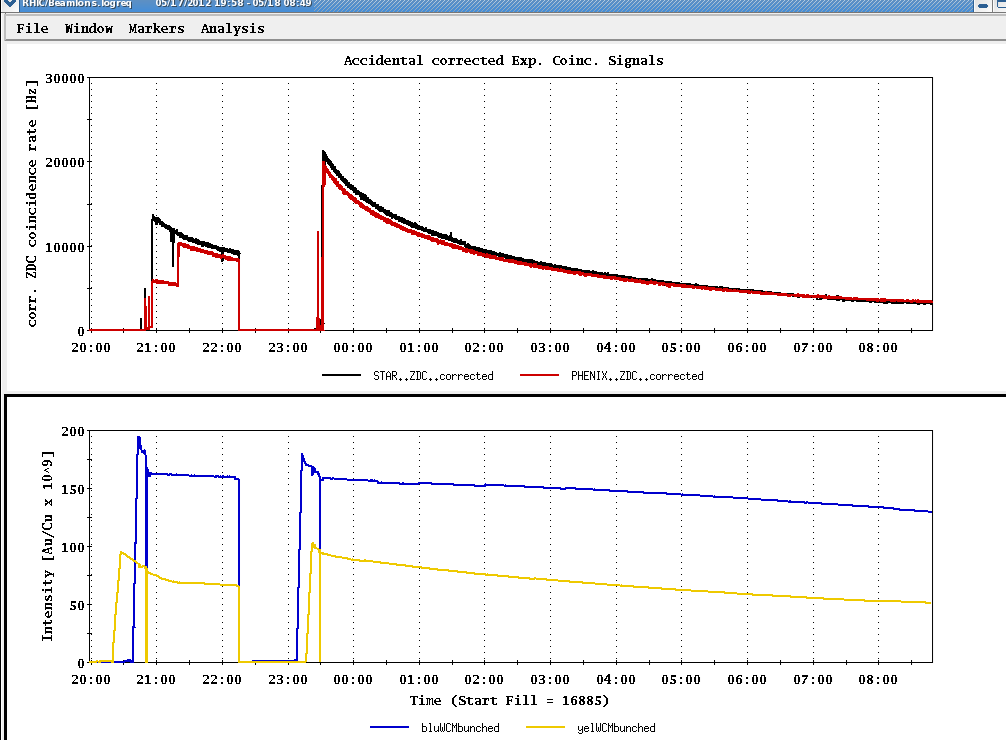 RHIC/BeamIons.logreq 05/17/2012 19:58 - 05/18 08:49
File Window Markers Analysis
Accidental corrected Exp. Coinc. Signals
corr. ZDC coincidence rate [Hz]
30000
20000
10000
0
20:00 21:00 22:00 23:00 00:00 01:00 02:00 03:00 04:00 05:00 06:00 07:00 08:00
STAR..ZDC..corrected PHENIX..ZDC..corrected
Intensity [Au/Cu x 10^9]
200
150
100
50
0
20:00 21:00 22:00 23:00 00:00 01:00 02:00 03:00 04:00 05:00 06:00 07:00 08:00
Time (Start Fill = 16885)
bluWCMbunched yelWCMbunched